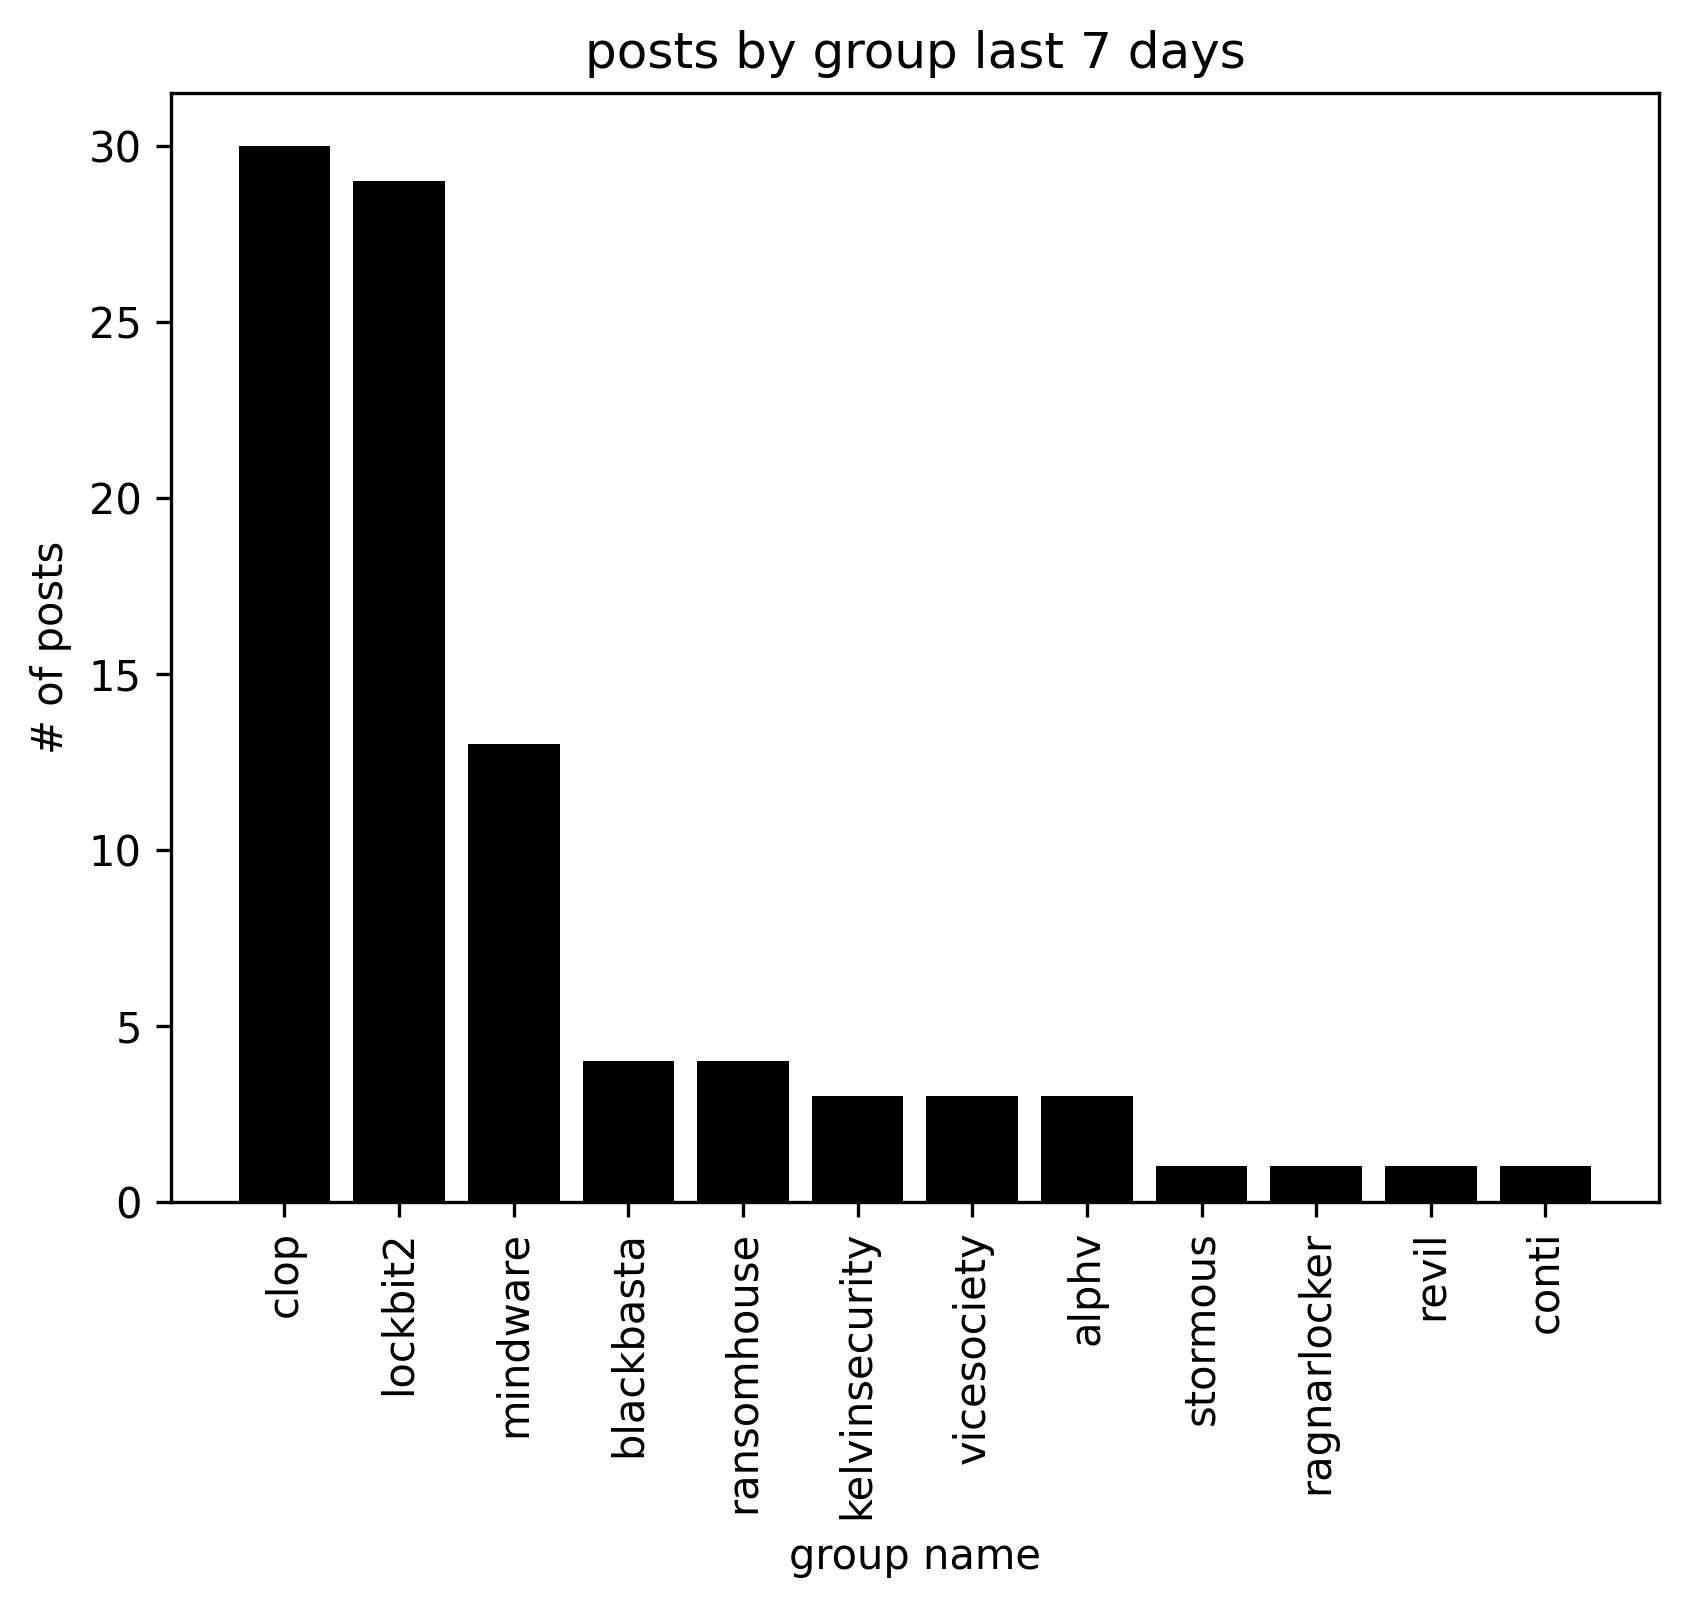 posts by group last 7 days
30
25
20
15
10
5
0
# of posts
clop
lockbit2
mindware
blackbasta
ransomhouse
kelvinsecurity
vicesociety
alphv
stormous
ragnarlocker
revil
conti
group name